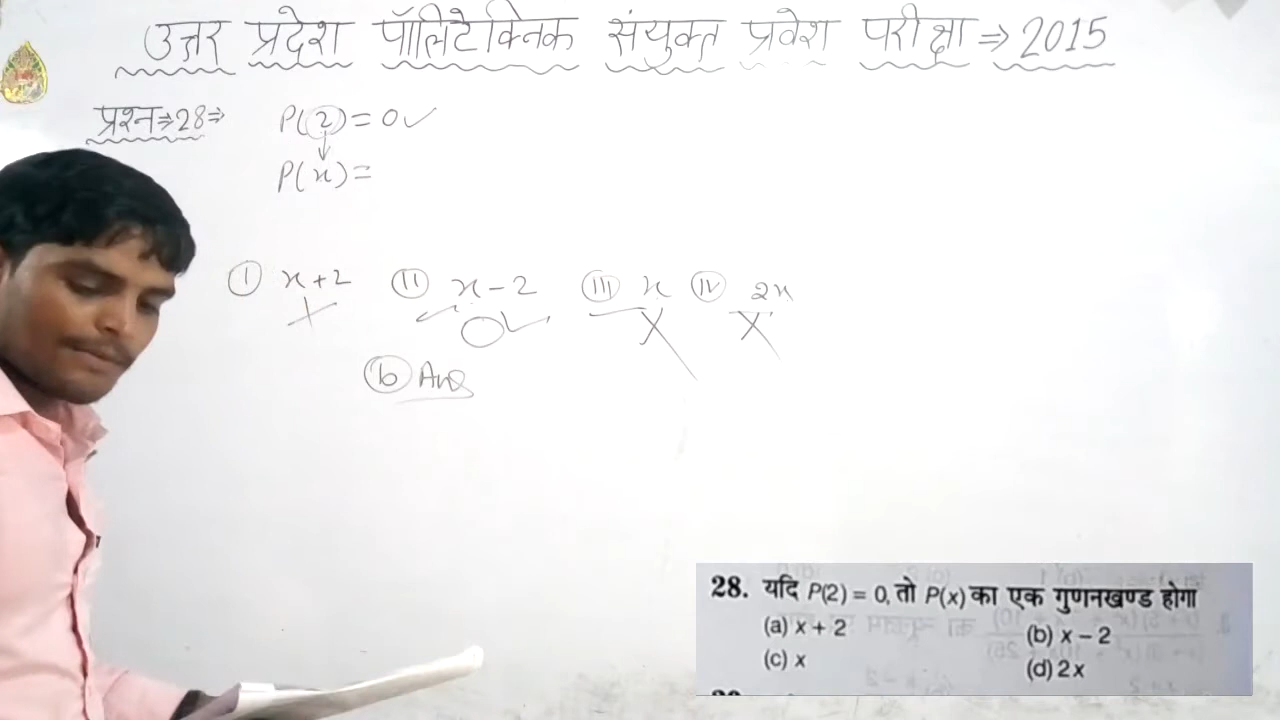 उत्तर प्रदेश पॉलिटैक्निक संयुक्त प्रवेश परीक्षा ⇒ 2015
प्रश्न⇒28⇒ P(2) = 0✓
P(x) =
(i) x+2 (ii) x-2 (iii) x (iv) 2x
(b) Ans
28. यदि P(2) = 0, तो P(x) का एक गुणनखण्ड होगा
(a) x + 2 (b) x – 2
(c) x (d) 2x